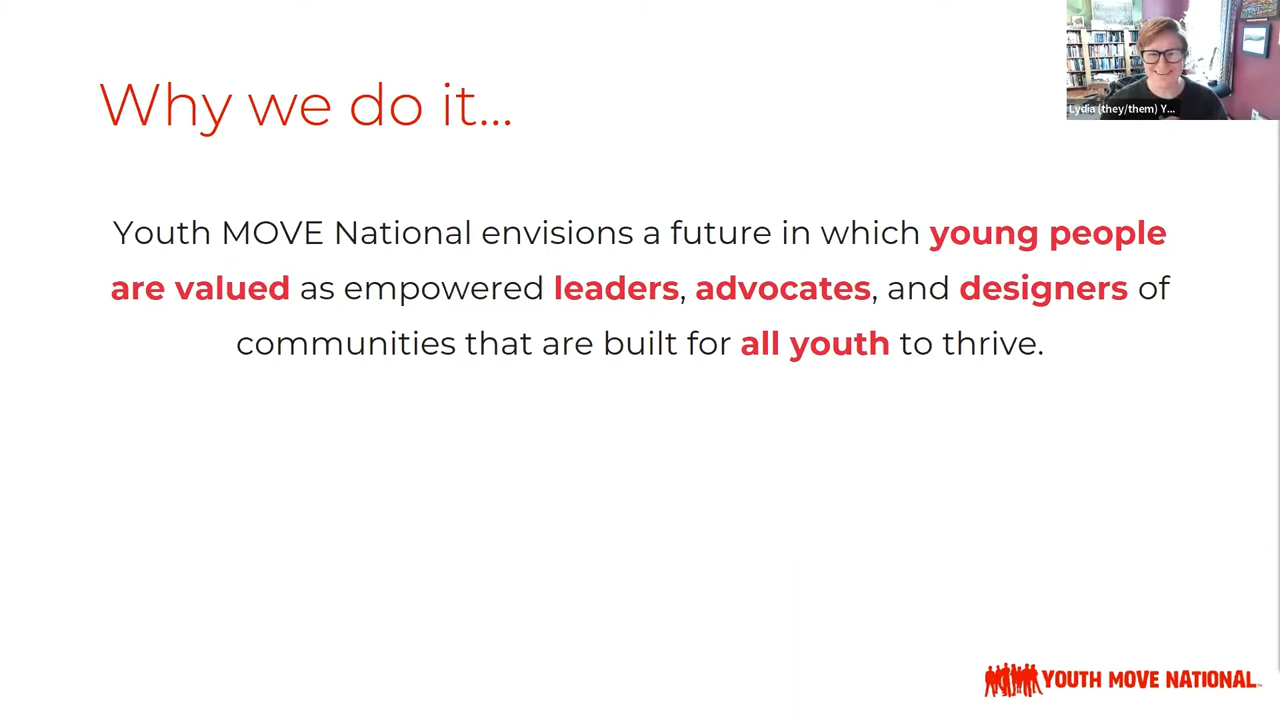 Why we do it...
Lydia (they/them) Y...
Youth MOVE National envisions a future in which young people
are valued as empowered leaders, advocates, and designers of
communities that are built for all youth to thrive.
YOUTH MOVE NATIONAL